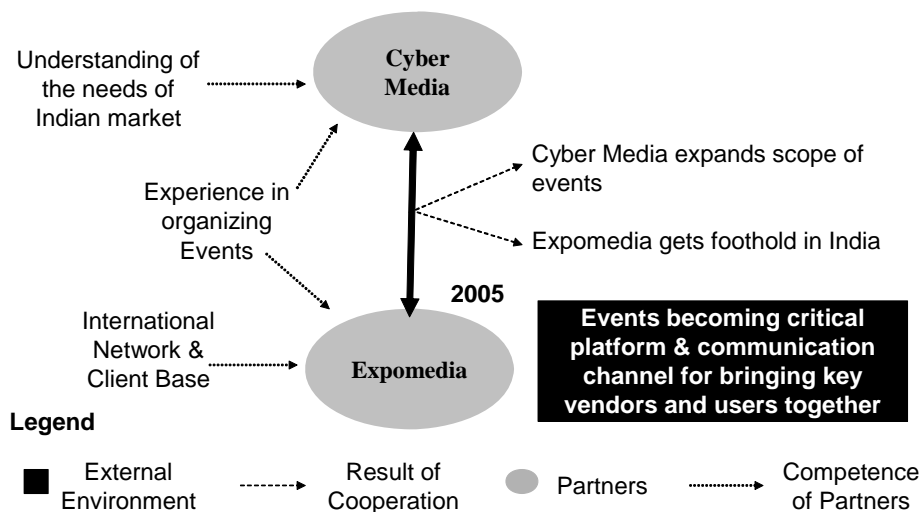 Cyber
Media
Understanding of
the needs of
Indian market
Cyber Media expands scope of
events
Experience in
organizing
Events
Expomedia gets foothold in India
2005
International
Network &
Client Base
Expomedia
Events becoming critical
platform & communication
channel for bringing key
vendors and users together
Legend
External
Environment
Result of
Cooperation
Partners
Competence
of Partners